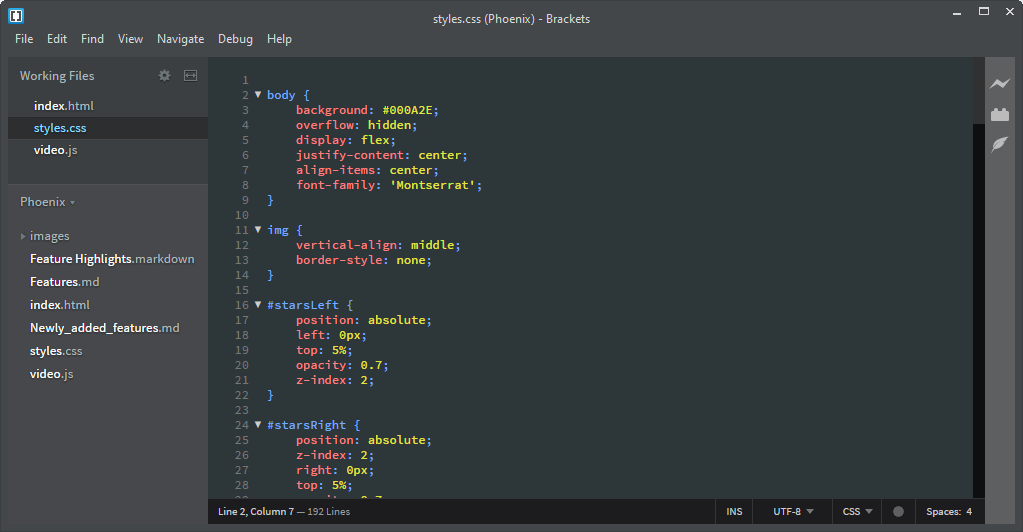 styles.css (Phoenix) - Brackets
File Edit Find View Navigate Debug Help
Working Files
index.html
styles.css
video.js
Phoenix
images
Feature Highlights.markdown
Features.md
index.html
Newly_added_features.md
styles.css
video.js
1
2 body {
3 background: #000A2E;
4 overflow: hidden;
5 display: flex;
6 justify-content: center;
7 align-items: center;
8 font-family: 'Montserrat';
9 }
10
11 img {
12 vertical-align: middle;
13 border-style: none;
14 }
15
16 #starsLeft {
17 position: absolute;
18 left: 0px;
19 top: 5%;
20 opacity: 0.7;
21 z-index: 2;
22 }
23
24 #starsRight {
25 position: absolute;
26 z-index: 2;
27 right: 0px;
28 top: 5%;
Line 2, Column 7 — 192 Lines
INS UTF-8 CSS Spaces: 4